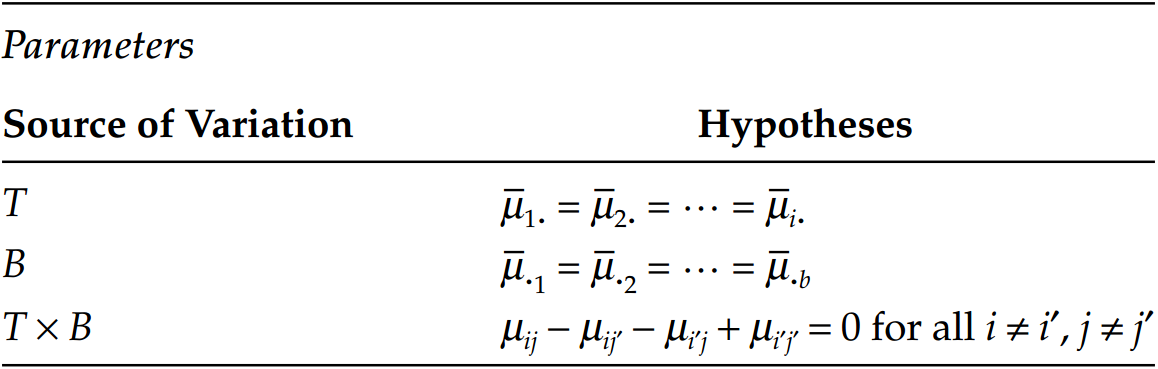 Parameters
Source of Variation Hypotheses
T μ̄₁. = μ̄₂. = ⋯ = μ̄ᵢ.
B μ̄.₁ = μ̄.₂ = ⋯ = μ̄.b
T × B μij − μij′ − μi′j + μi′j′ = 0 for all i ≠ i′, j ≠ j′